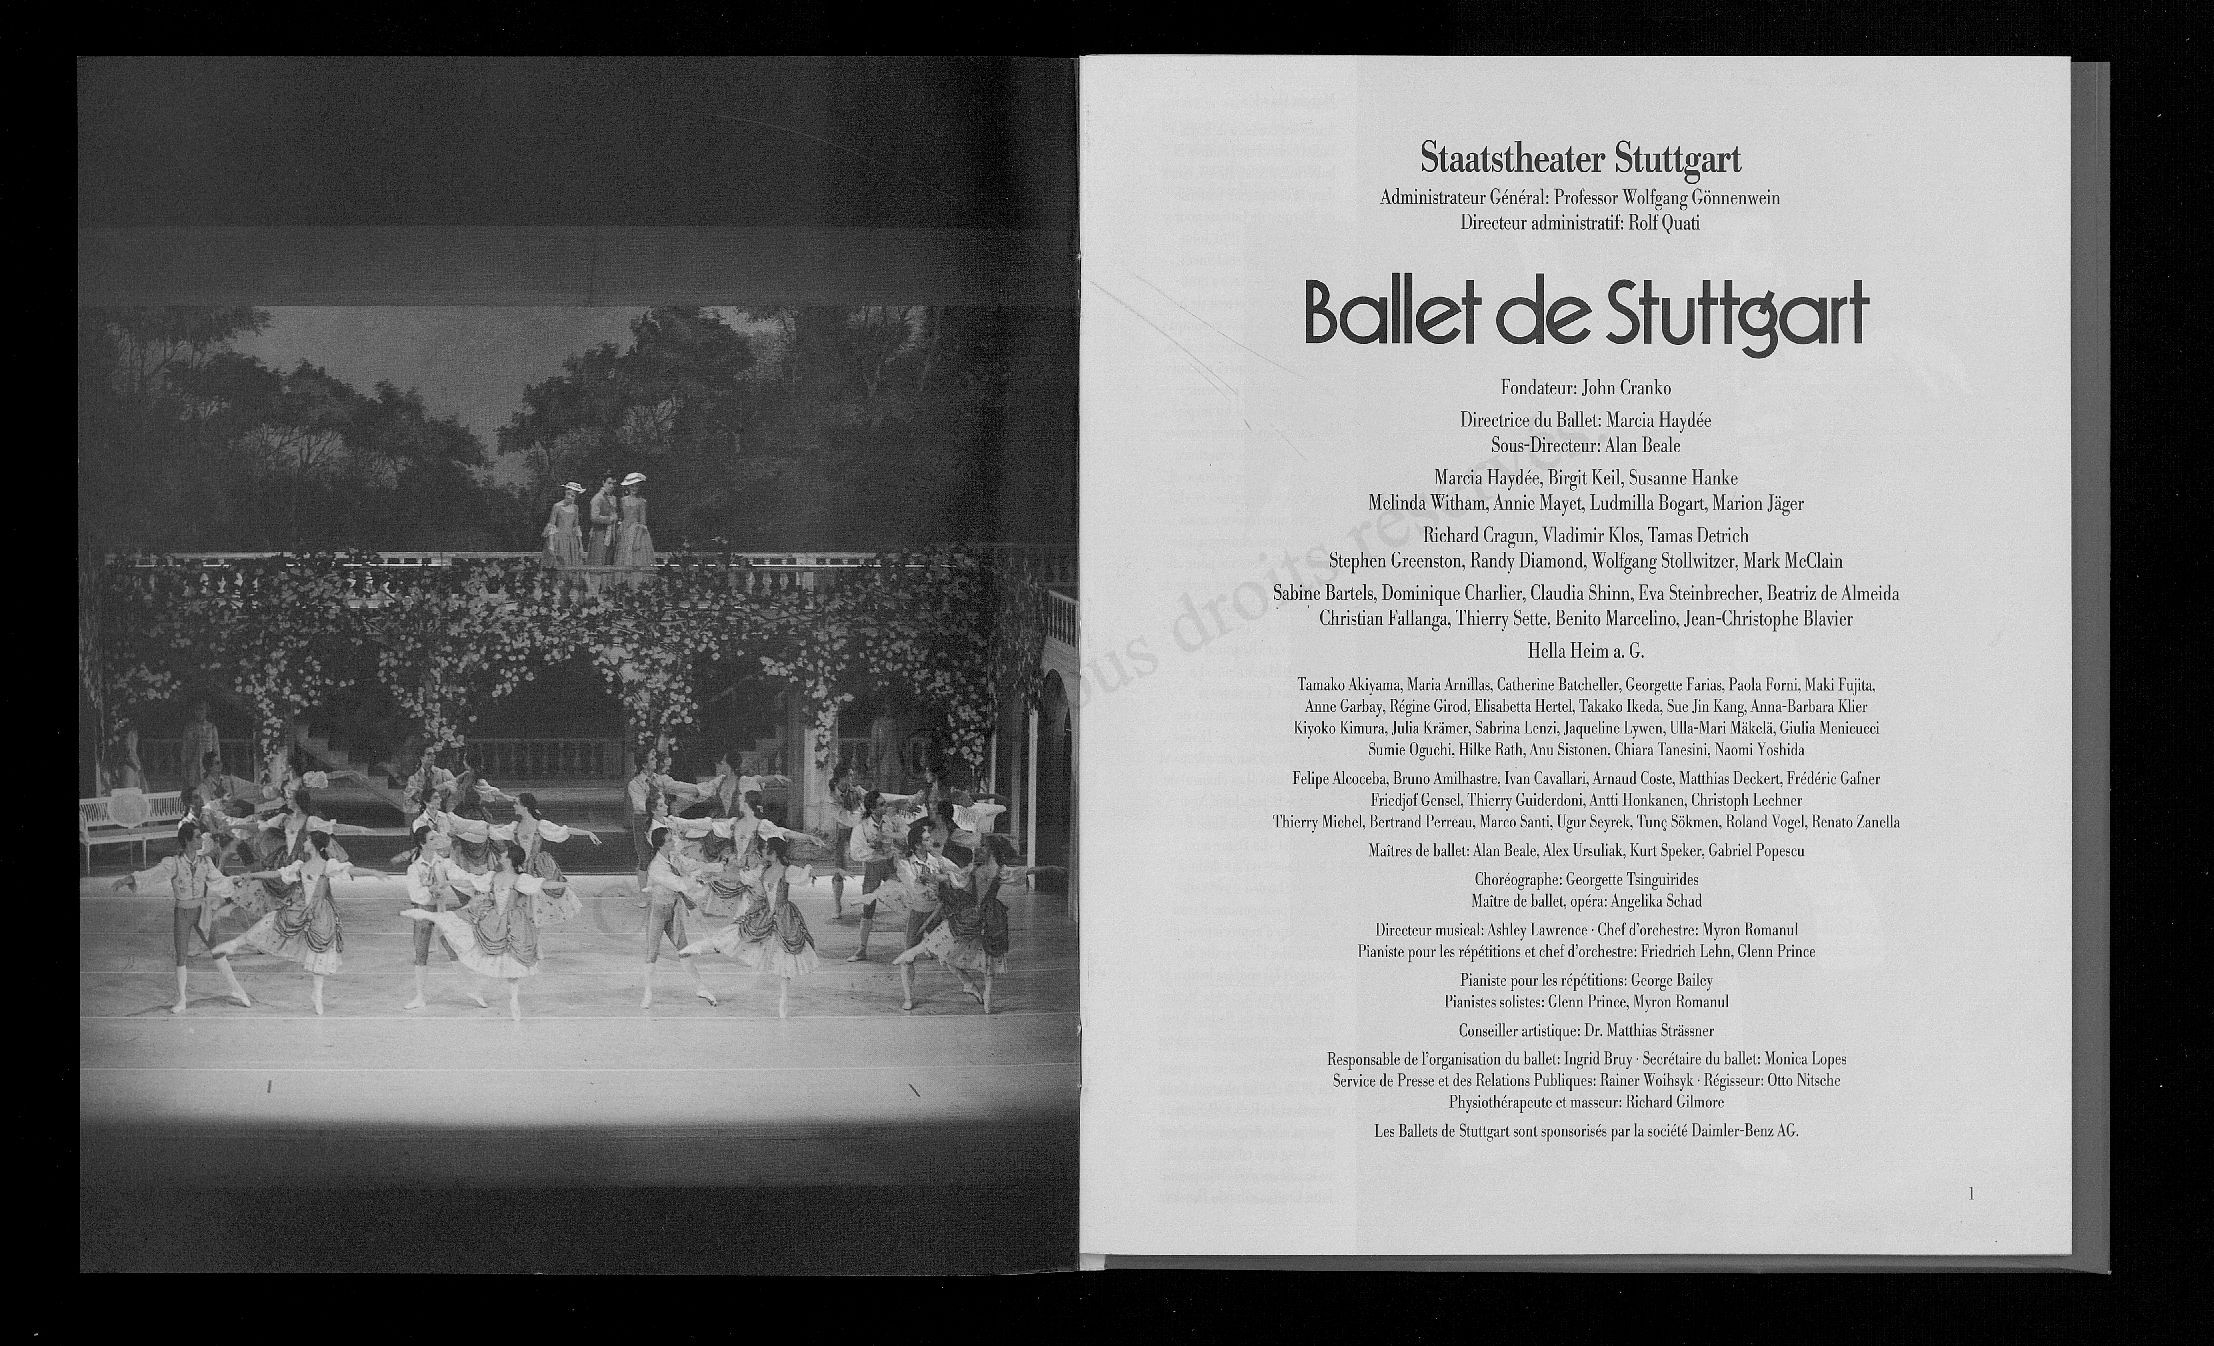 Staatstheater Stuttgart
Administrateur Général: Professor Wolfgang Gönnenwein
Directeur administratif: Rolf Quati
Ballet de Stuttgart
Fondateur: John Cranko
Directrice du Ballet: Marcia Haydée
Sous-Directeur: Alan Beale
Marcia Haydée, Birgit Keil, Susanne Hanke
Melinda Witham, Annie Mayet, Ludmilla Bogart, Marion Jäger
Richard Cragun, Vladimir Klos, Tamas Detrich
Stephen Greenston, Randy Diamond, Wolfgang Stollwitzer, Mark McClain
Sabine Bartels, Dominique Charlier, Claudia Shinn, Eva Steinbrecher, Beatriz de Almeida
Christian Fallanga, Thierry Sette, Benito Marcelino, Jean-Christophe Blavier
Hella Heim a. G.
Tamako Akiyama, Maria Arnillas, Catherine Batcheller, Georgette Farias, Paola Forni, Maki Fujita,
Anne Garbay, Régine Girod, Elisabetta Hertel, Takako Ikeda, Sue Jin Kang, Anna-Barbara Klier
Kiyoko Kimura, Julia Krämer, Sabrina Lenzi, Jaqueline Lywen, Ulla-Mari Mäkelä, Giulia Menicucci
Sumie Oguchi, Hilke Rath, Anu Sistonen, Chiara Tanesini, Naomi Yoshida
Felipe Alcoceba, Bruno Amilhastre, Ivan Cavallari, Arnaud Coste, Matthias Deckert, Frédéric Gafner
Friedjof Gensel, Thierry Guiderdoni, Antti Honkanen, Christoph Lechner
Thierry Michel, Bertrand Perreau, Marco Santi, Ugur Seyrek, Tunç Sökmen, Roland Vogel, Renato Zanella
Maîtres de ballet: Alan Beale, Alex Ursuliak, Kurt Speker, Gabriel Popescu
Choréographe: Georgette Tsinguirides
Maître de ballet, opéra: Angelika Schad
Directeur musical: Ashley Lawrence · Chef d'orchestre: Myron Romanul
Pianiste pour les répétitions et chef d'orchestre: Friedrich Lehn, Glenn Prince
Pianiste pour les répétitions: George Bailey
Pianistes solistes: Glenn Prince, Myron Romanul
Conseiller artistique: Dr. Matthias Strässner
Responsable de l'organisation du ballet: Ingrid Bruy · Secrétaire du ballet: Monica Lopes
Service de Presse et des Relations Publiques: Rainer Woihsyk · Régisseur: Otto Nitsche
Physiothérapeute et masseur: Richard Gilmore
Les Ballets de Stuttgart sont sponsorisés par la société Daimler-Benz AG.
1